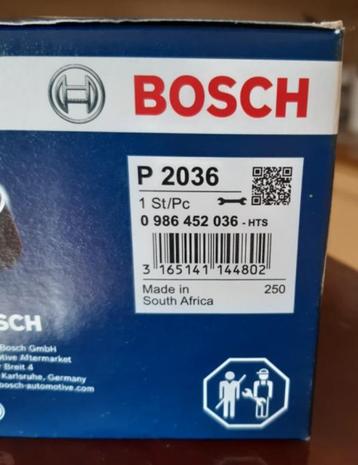 BOSCH
P 2036
1 St/Pc
0 986 452 036 - HTS
3 165141 144802
Made in 250
South Africa
SCH
Bosch GmbH
tive Aftermarket
Breit 4
Karlsruhe, Germany
bosch-automotive.com